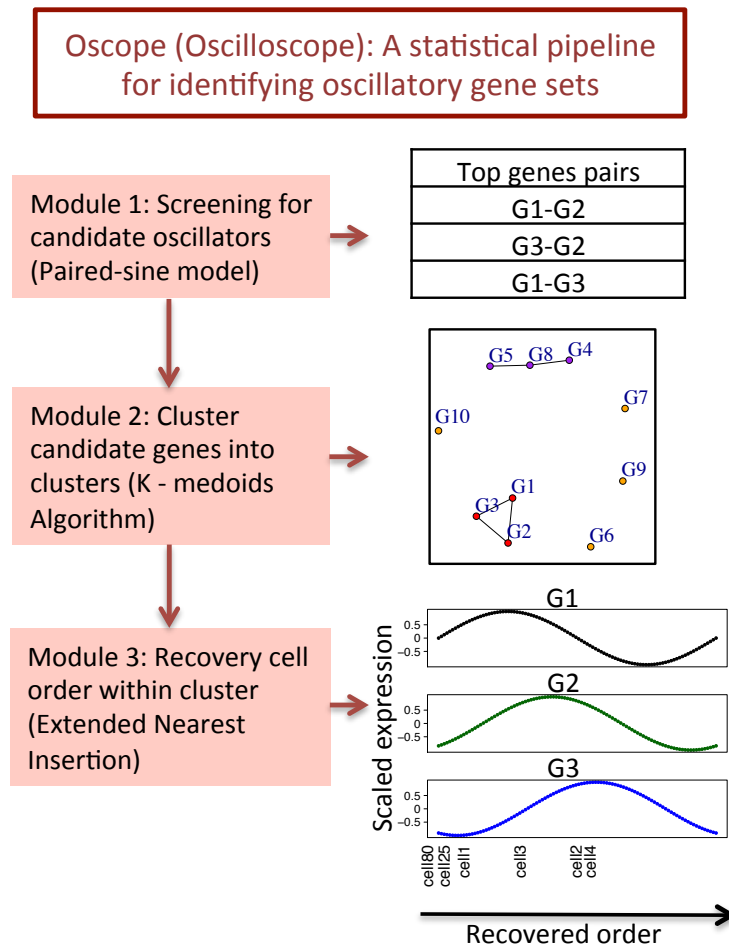 Oscope (Oscilloscope): A statistical pipeline
for identifying oscillatory gene sets
Module 1: Screening for
candidate oscillators
(Paired-sine model)
Top genes pairs
G1-G2
G3-G2
G1-G3
Module 2: Cluster
candidate genes into
clusters (K - medoids
Algorithm)
G5
G8
G4
G7
G10
G9
G1
G3
G2
G6
Module 3: Recovery cell
order within cluster
(Extended Nearest
Insertion)
Scaled expression
G1
0.5
0
−0.5
G2
0.5
0
−0.5
G3
0.5
0
−0.5
cell80
cell25
cell1
cell3
cell2
cell4
Recovered order